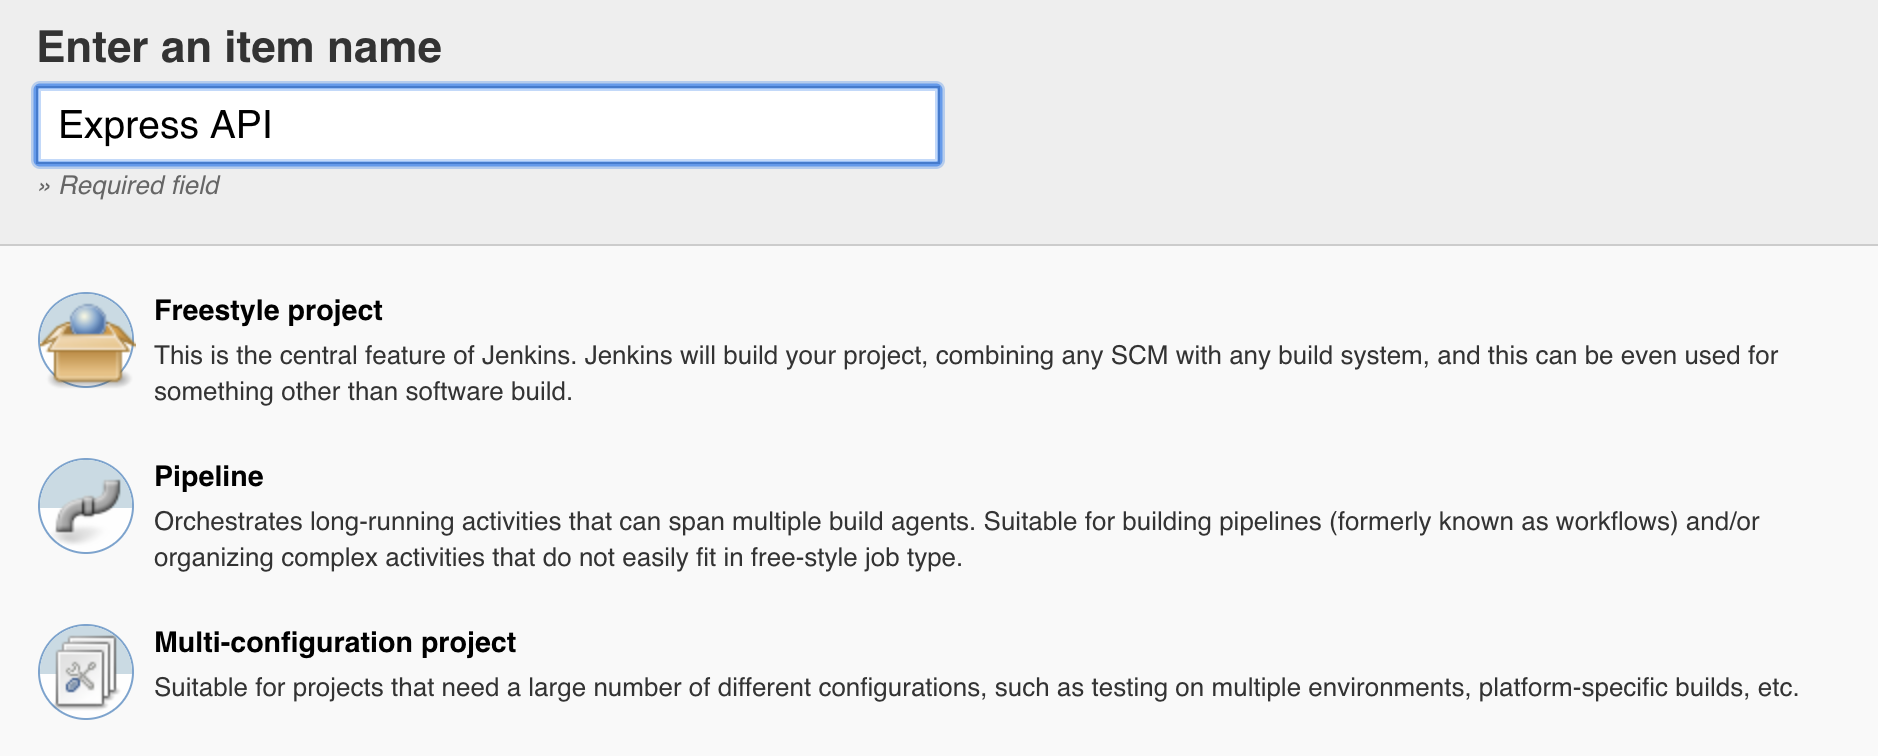 Enter an item name
Express API
» Required field
Freestyle project
This is the central feature of Jenkins. Jenkins will build your project, combining any SCM with any build system, and this can be even used for
something other than software build.
Pipeline
Orchestrates long-running activities that can span multiple build agents. Suitable for building pipelines (formerly known as workflows) and/or
organizing complex activities that do not easily fit in free-style job type.
Multi-configuration project
Suitable for projects that need a large number of different configurations, such as testing on multiple environments, platform-specific builds, etc.